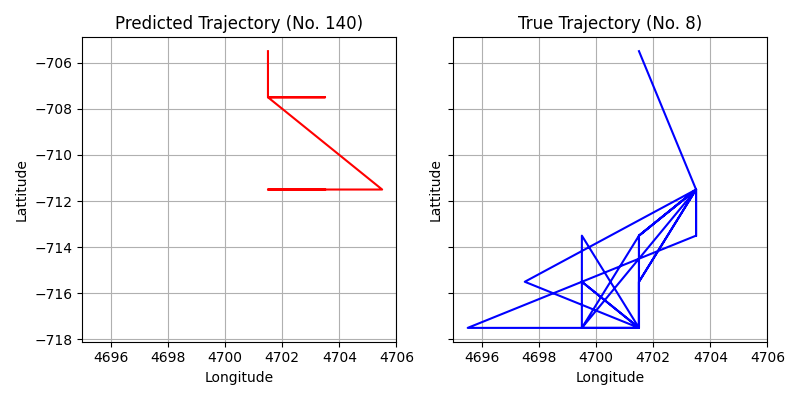 Predicted Trajectory (No. 140)
True Trajectory (No. 8)
−706
−708
−710
−712
−714
−716
−718
Lattitude
Lattitude
4696 4698 4700 4702 4704 4706
4696 4698 4700 4702 4704 4706
Longitude
Longitude